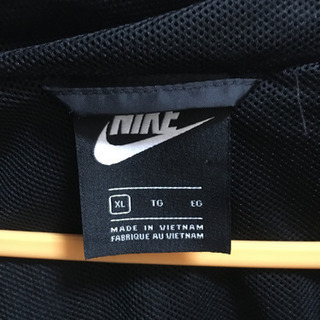 NIKE
XL TG EG
MADE IN VIETNAM
FABRIQUE AU VIETNAM